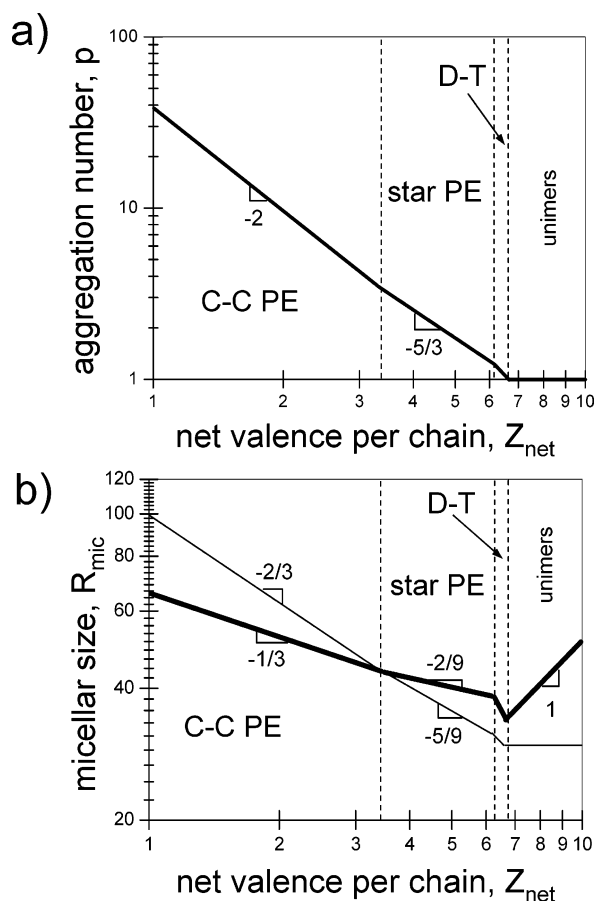 a)
100
D-T
star PE
unimers
aggregation number, p
10
-2
C-C PE
-5/3
1
1 2 3 4 5 6 7 8 9 10
net valence per chain, Znet
b)
120
100
D-T
80
-2/3
star PE
unimers
micellar size, Rmic
60
-1/3
-2/9
40
1
C-C PE
-5/9
20
1 2 3 4 5 6 7 8 9 10
net valence per chain, Znet